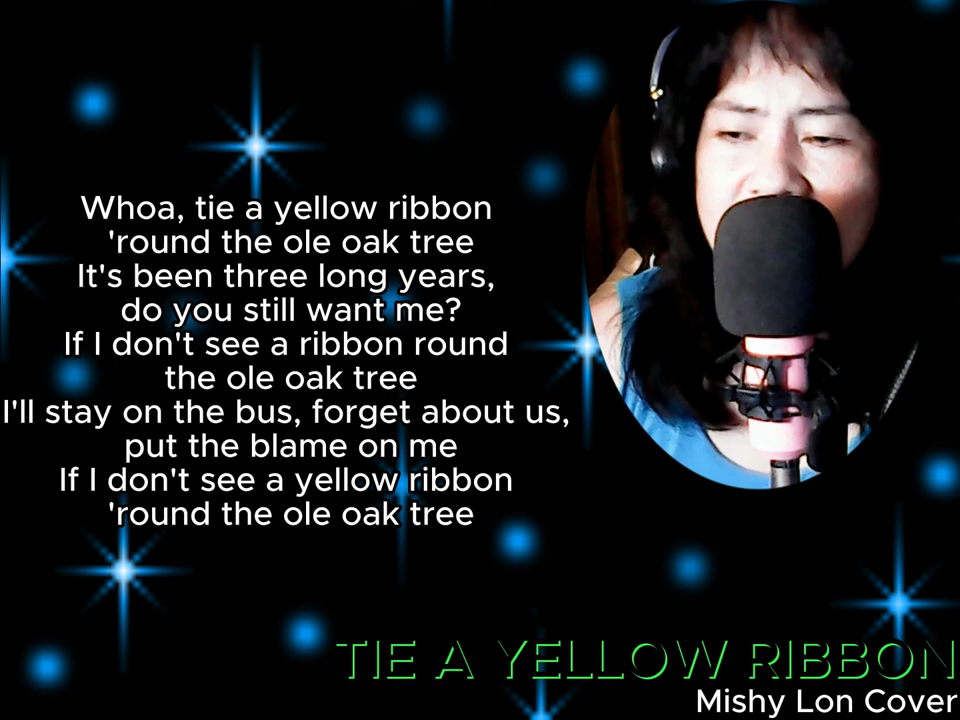 Whoa, tie a yellow ribbon
'round the ole oak tree
It's been three long years,
do you still want me?
If I don't see a ribbon round
the ole oak tree
I'll stay on the bus, forget about us,
put the blame on me
If I don't see a yellow ribbon
'round the ole oak tree
TIE A YELLOW RIBBON
Mishy Lon Cover